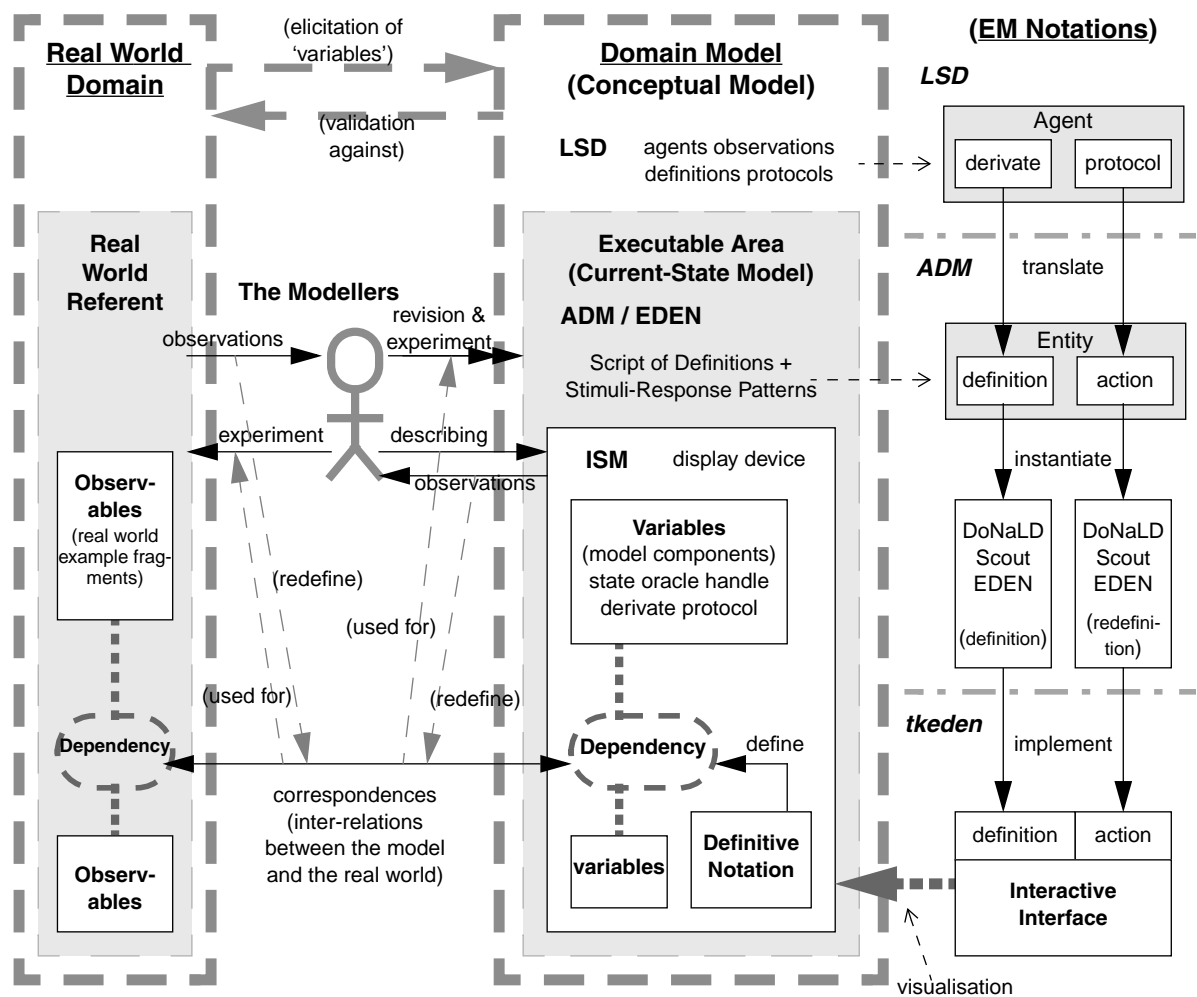 Real World
Domain
(elicitation of
‘variables’)
(validation
against)
Domain Model
(Conceptual Model)
LSD agents observations
definitions protocols
Real
World
Referent
The Modellers
observations
revision &
experiment
experiment
describing
observations
Observ-
ables
(real world
example frag-
ments)
(redefine)
(used for)
(used for)
(redefine)
Dependency
correspondences
(inter-relations
between the model
and the real world)
Observ-
ables
Executable Area
(Current-State Model)
ADM / EDEN
Script of Definitions +
Stimuli-Response Patterns
ISM display device
Variables
(model components)
state oracle handle
derivate protocol
Dependency
define
variables
Definitive
Notation
(EM Notations)
LSD
Agent
derivate
protocol
ADM
translate
Entity
definition
action
instantiate
DoNaLD
Scout
EDEN
(definition)
DoNaLD
Scout
EDEN
(redefini-
tion)
tkeden
implement
definition
action
Interactive
Interface
visualisation